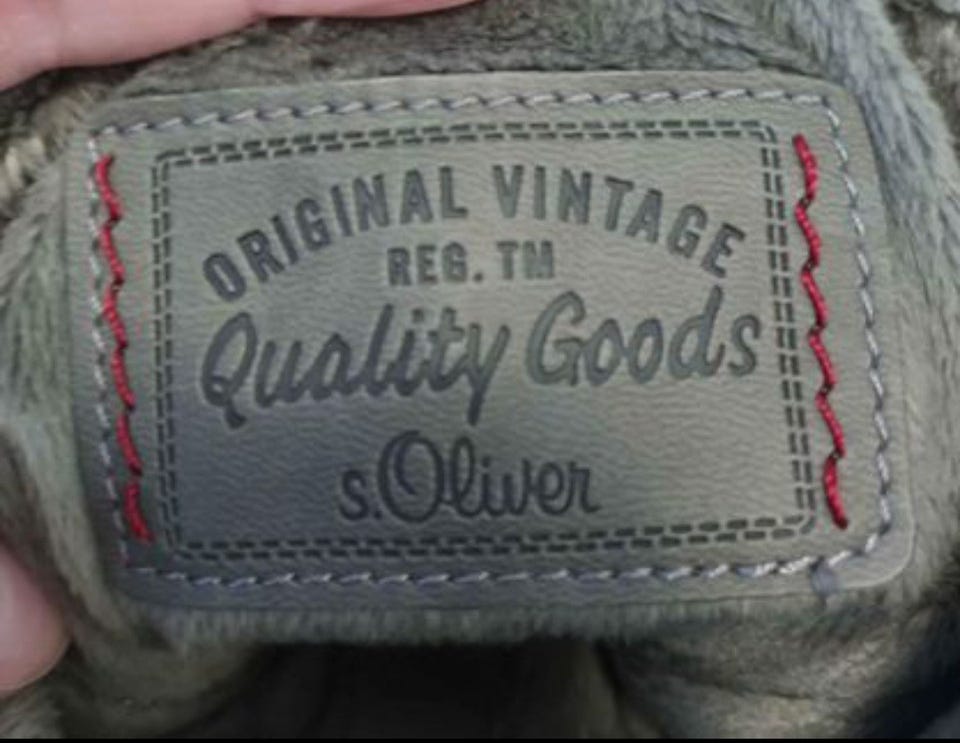 ORIGINAL VINTAGE
REG. TM
Quality Goods
s.Oliver